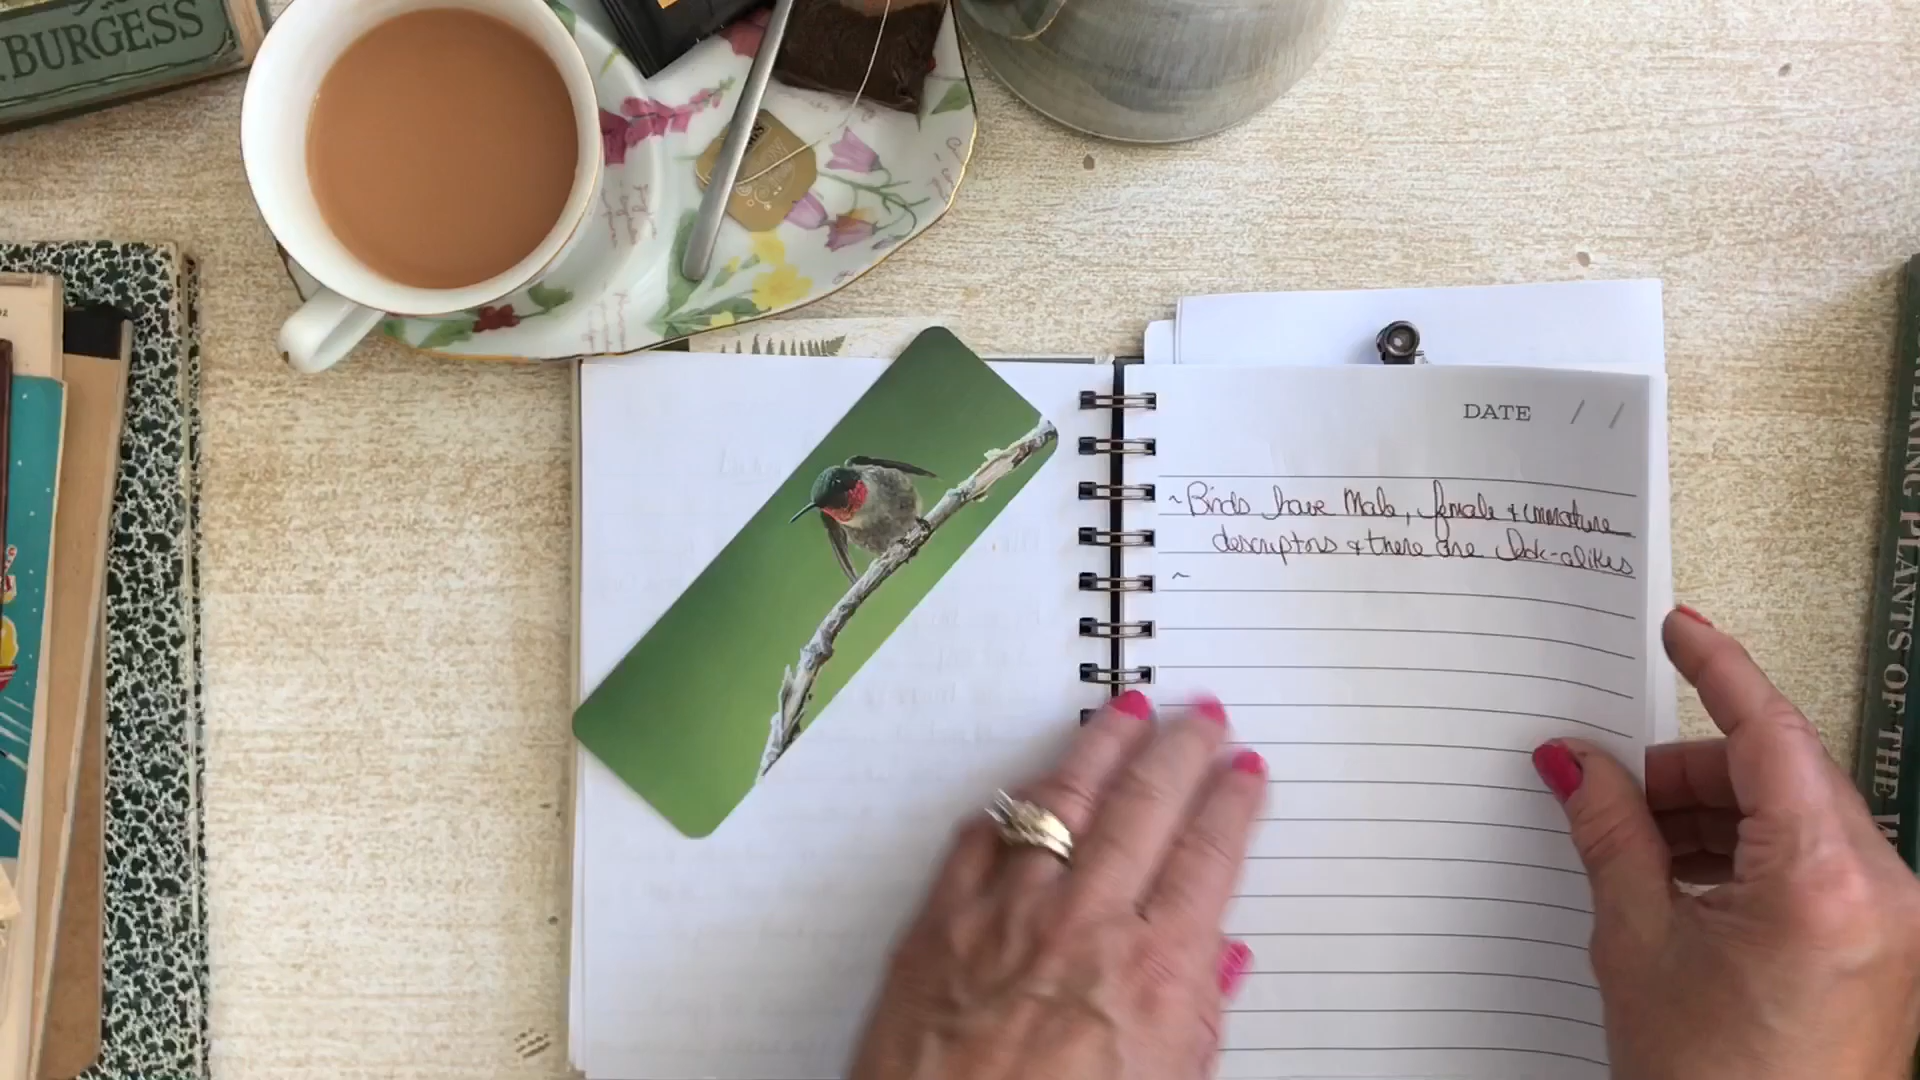 .BURGESS
DATE / /
~Birds have Male, female & immature
descriptors & there are look-alikes
~
PLANTS OF THE